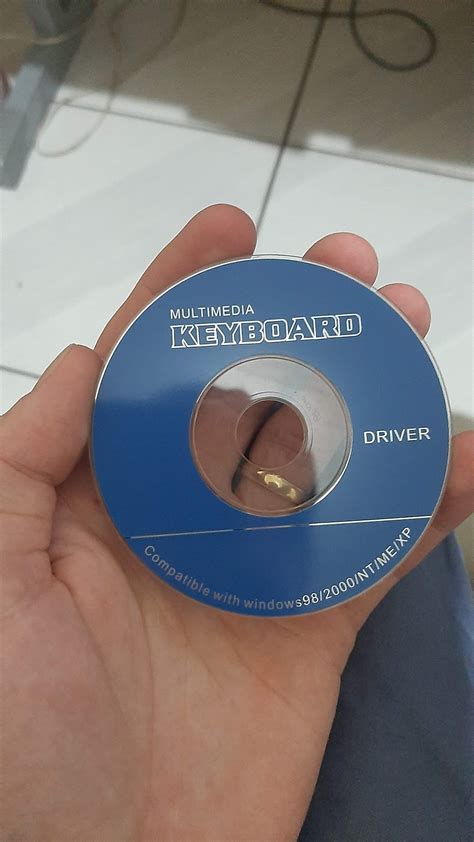 MULTIMEDIA
KEYBOARD
DRIVER
Compatible with windows98/2000/NT/ME/XP